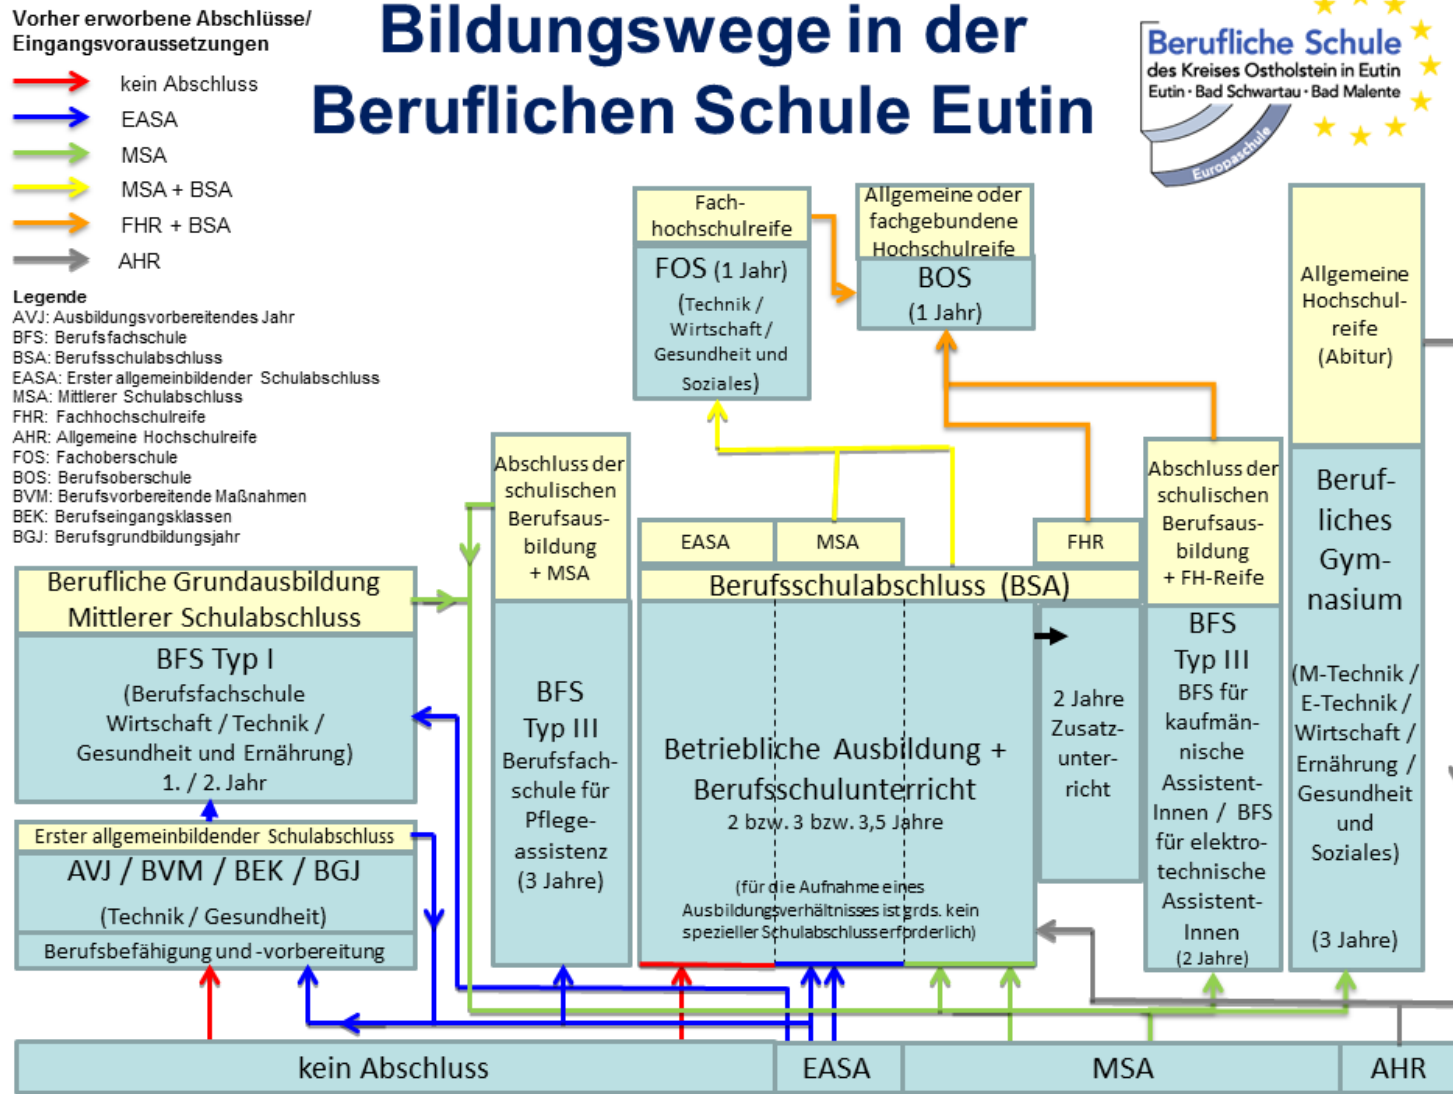 Vorher erworbene Abschlüsse/
Eingangsvoraussetzungen
kein Abschluss
EASA
MSA
MSA + BSA
FHR + BSA
AHR
Bildungswege in der
Beruflichen Schule Eutin
Berufliche Schule
des Kreises Ostholstein in Eutin
Eutin · Bad Schwartau · Bad Malente
Europaschule
Legende
AVJ: Ausbildungsvorbereitendes Jahr
BFS: Berufsfachschule
BSA: Berufsschulabschluss
EASA: Erster allgemeinbildender Schulabschluss
MSA: Mittlerer Schulabschluss
FHR: Fachhochschulreife
AHR: Allgemeine Hochschulreife
FOS: Fachoberschule
BOS: Berufsoberschule
BVM: Berufsvorbereitende Maßnahmen
BEK: Berufseingangsklassen
BGJ: Berufsgrundbildungsjahr
Fach-
hochschulreife
FOS (1 Jahr)
(Technik /
Wirtschaft /
Gesundheit und
Soziales)
Allgemeine oder
fachgebundene
Hochschulreife
BOS
(1 Jahr)
Allgemeine
Hochschul-
reife
(Abitur)
Berufliche Grundausbildung
Mittlerer Schulabschluss
BFS Typ I
(Berufsfachschule
Wirtschaft / Technik /
Gesundheit und Ernährung)
1. / 2. Jahr
Erster allgemeinbildender Schulabschluss
AVJ / BVM / BEK / BGJ
(Technik / Gesundheit)
Berufsbefähigung und -vorbereitung
Abschluss der
schulischen
Berufsaus-
bildung
+ MSA
BFS
Typ III
Berufsfach-
schule für
Pflege-
assistenz
(3 Jahre)
EASA
MSA
FHR
Berufsschulabschluss (BSA)
Betriebliche Ausbildung +
Berufsschulunterricht
2 bzw. 3 bzw. 3,5 Jahre
(für die Aufnahme eines
Ausbildungsverhältnisses ist grds. kein
spezieller Schulabschluss erforderlich)
2 Jahre
Zusatz-
unter-
richt
Abschluss der
schulischen
Berufsaus-
bildung
+ FH-Reife
BFS
Typ III
BFS für
kaufmän-
nische
Assistent-
Innen / BFS
für elektro-
technische
Assistent-
Innen
(2 Jahre)
Beruf-
liches
Gym-
nasium
(M-Technik /
E-Technik /
Wirtschaft /
Ernährung /
Gesundheit
und
Soziales)
(3 Jahre)
kein Abschluss
EASA
MSA
AHR